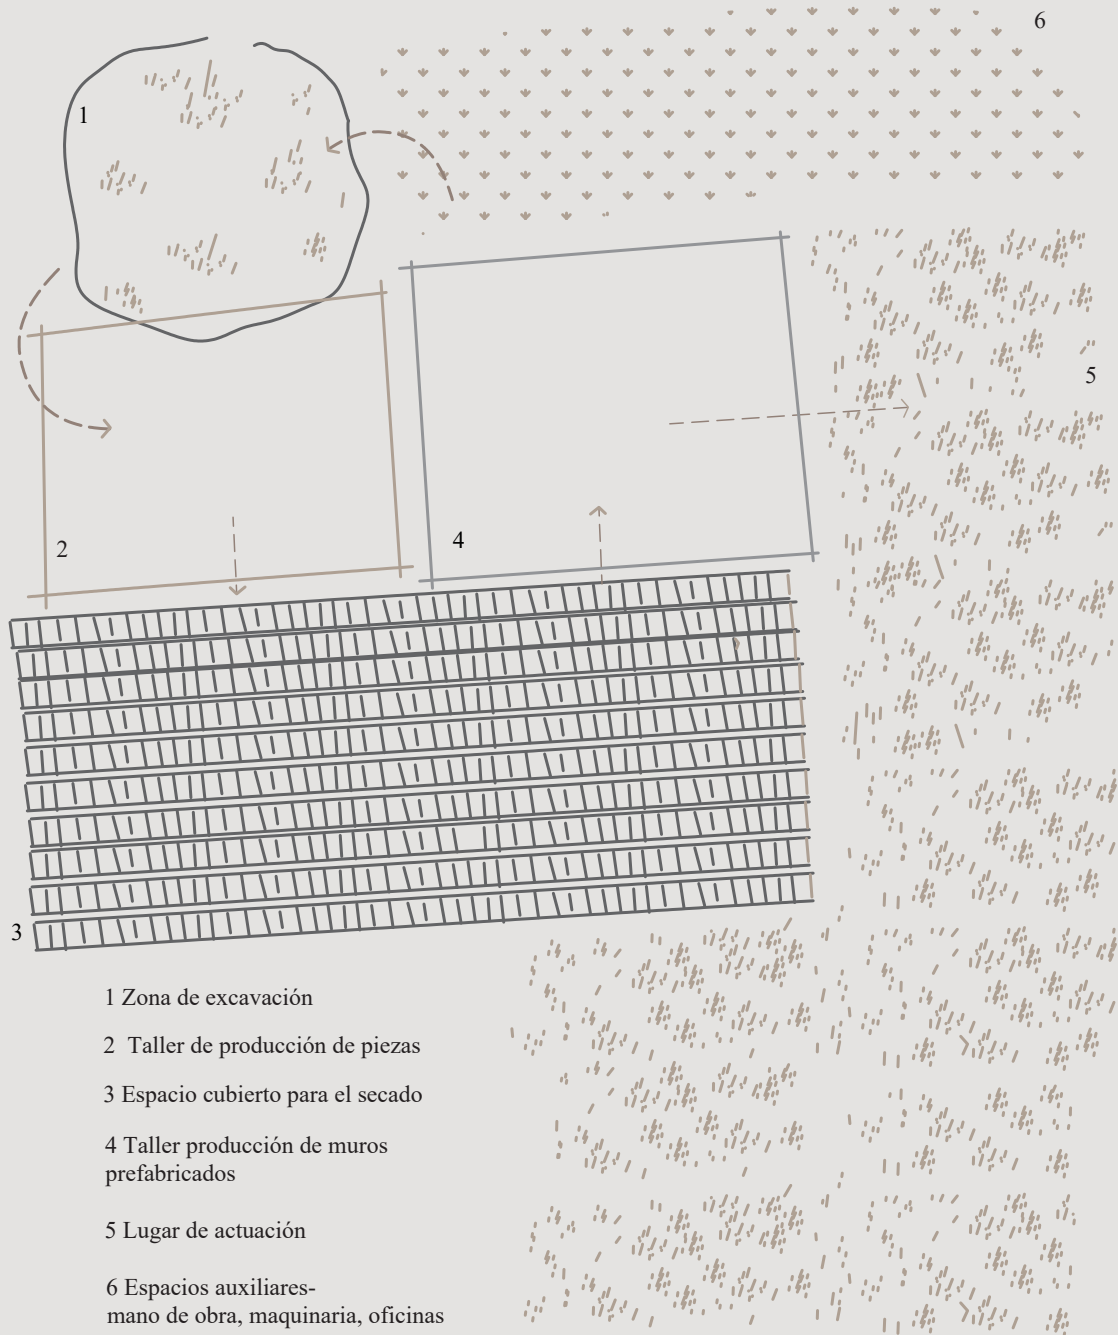 6
1
5
2
4
3
1 Zona de excavación
2 Taller de producción de piezas
3 Espacio cubierto para el secado
4 Taller producción de muros
prefabricados
5 Lugar de actuación
6 Espacios auxiliares-
mano de obra, maquinaria, oficinas